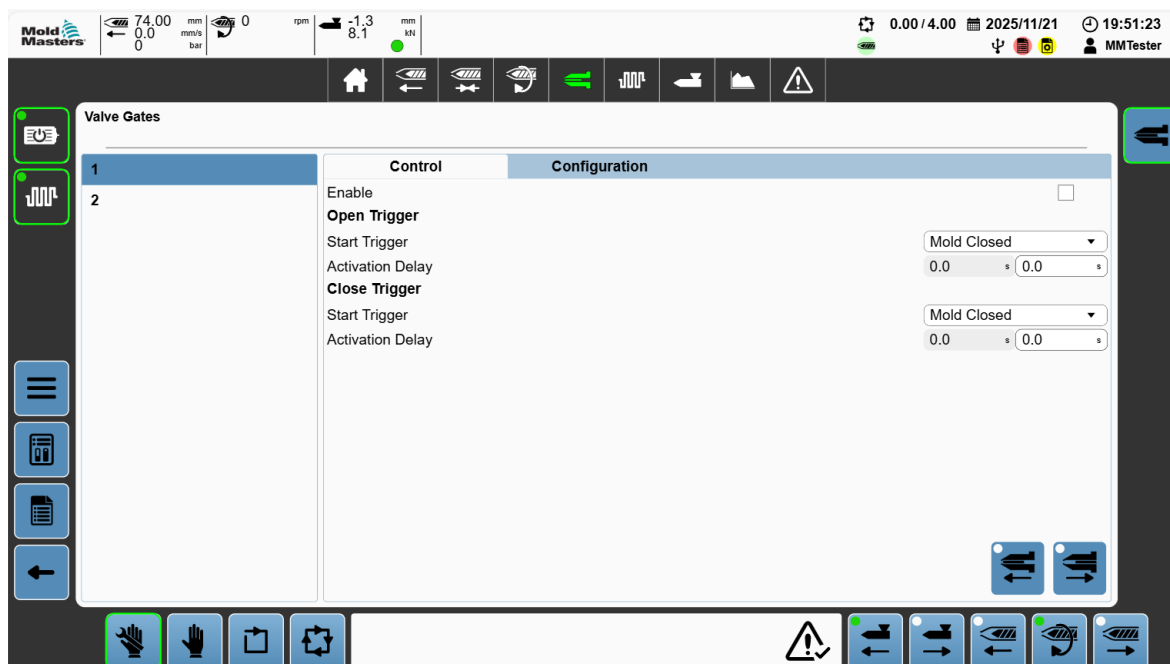 Mold Masters 74.00 mm 0 rpm -1.3 mm 0.00 / 4.00 2025/11/21 19:51:23
0.0 mm/s 8.1 kN MMTester
0 bar
Valve Gates
1 Control Configuration
2 Enable
Open Trigger
Start Trigger Mold Closed
Activation Delay 0.0 s 0.0 s
Close Trigger
Start Trigger Mold Closed
Activation Delay 0.0 s 0.0 s